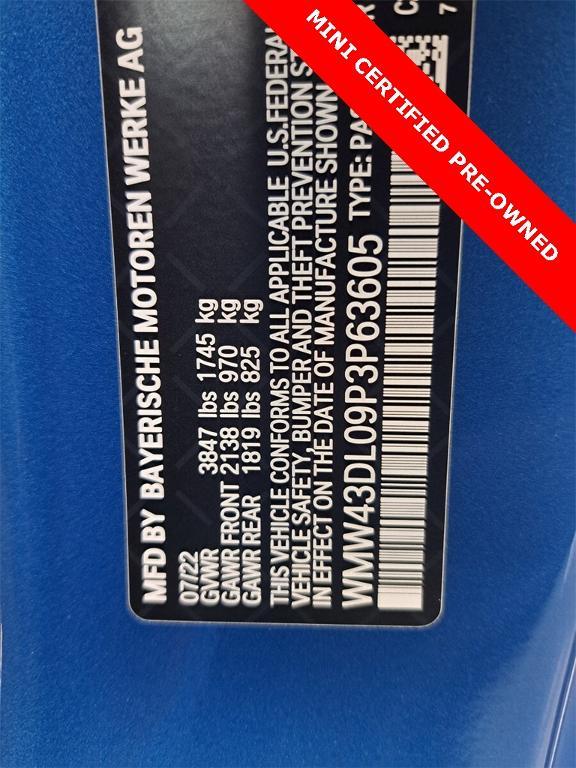 MINI CERTIFIED PRE-OWNED
MFD BY BAYERISCHE MOTOREN WERKE AG
07/22
GVWR 3847 lbs 1745 kg
GAWR FRONT 2138 lbs 970 kg
GAWR REAR 1819 lbs 825 kg
THIS VEHICLE CONFORMS TO ALL APPLICABLE U.S.FEDERAL
VEHICLE SAFETY, BUMPER AND THEFT PREVENTION
IN EFFECT ON THE DATE OF MANUFACTURE SHOWN
WMW43DL09P3P63605 TYPE: